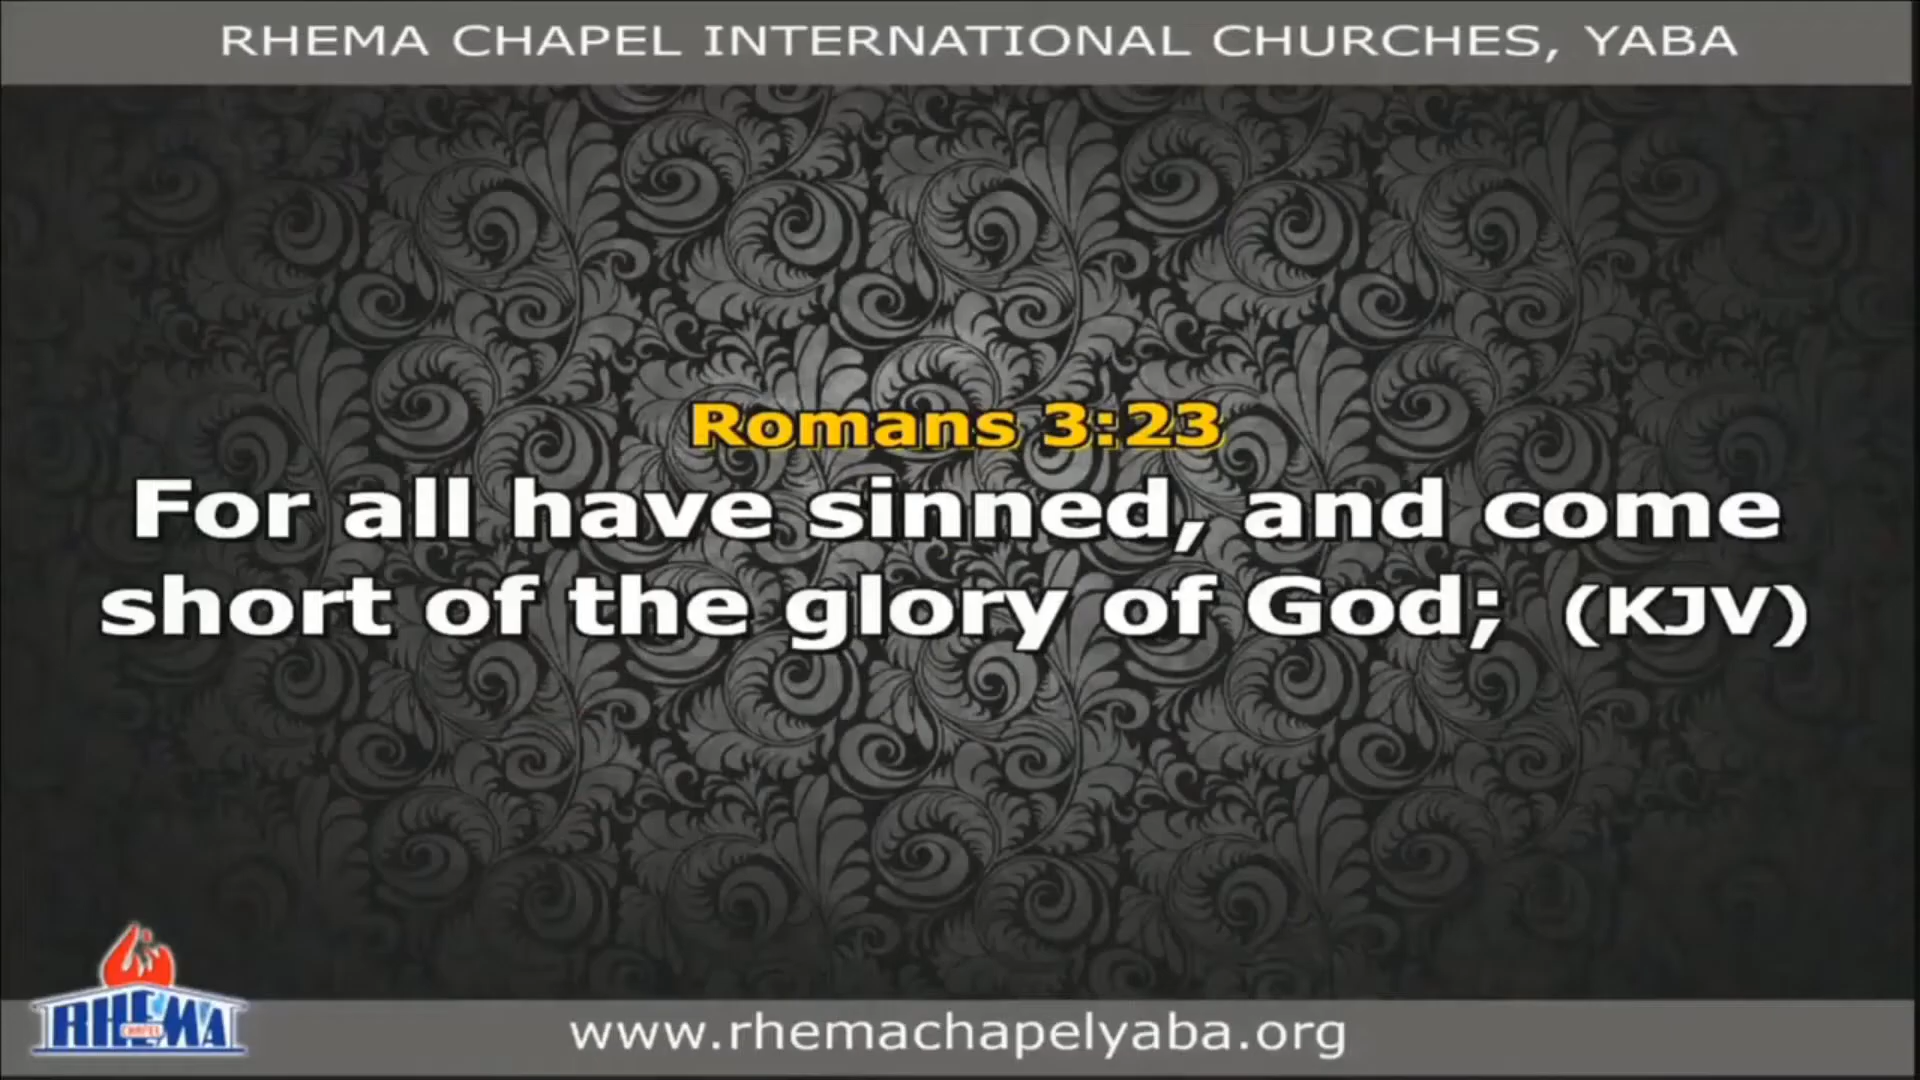 RHEMA CHAPEL INTERNATIONAL CHURCHES, YABA
Romans 3:23
For all have sinned, and come
short of the glory of God; (KJV)
RHEMA
CHAPEL
www.rhemachapelyaba.org